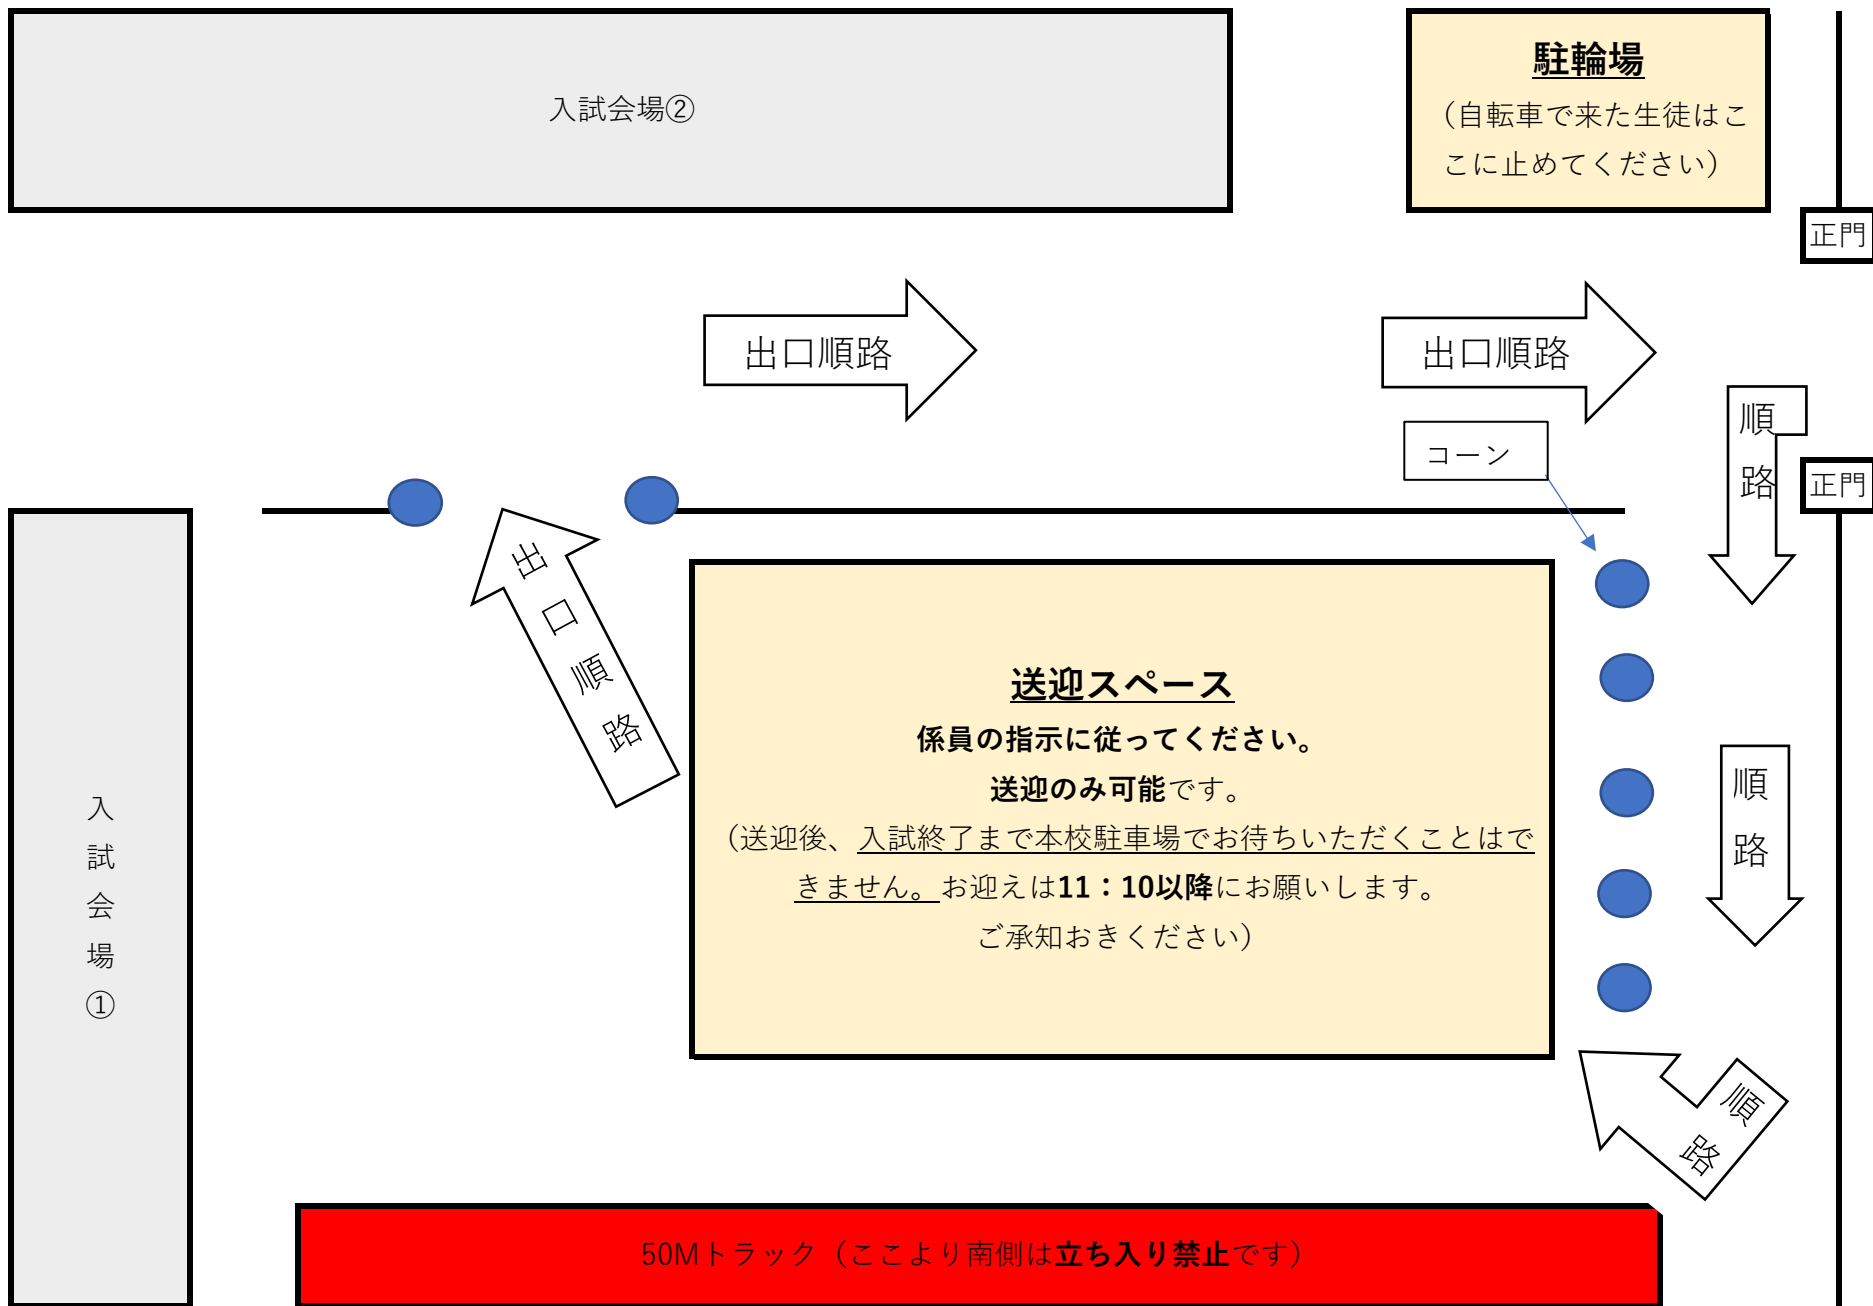 入試会場②
駐輪場
（自転車で来た生徒はこ
こに止めてください）
正門
出口順路
出口順路
順路
コーン
正門
出口順路
送迎スペース
係員の指示に従ってください。
送迎のみ可能です。
（送迎後、入試終了まで本校駐車場でお待ちいただくことはで
きません。お迎えは11：10以降にお願いします。
ご承知おきください）
順路
入試会場①
順路
50Mトラック（ここより南側は立ち入り禁止です）